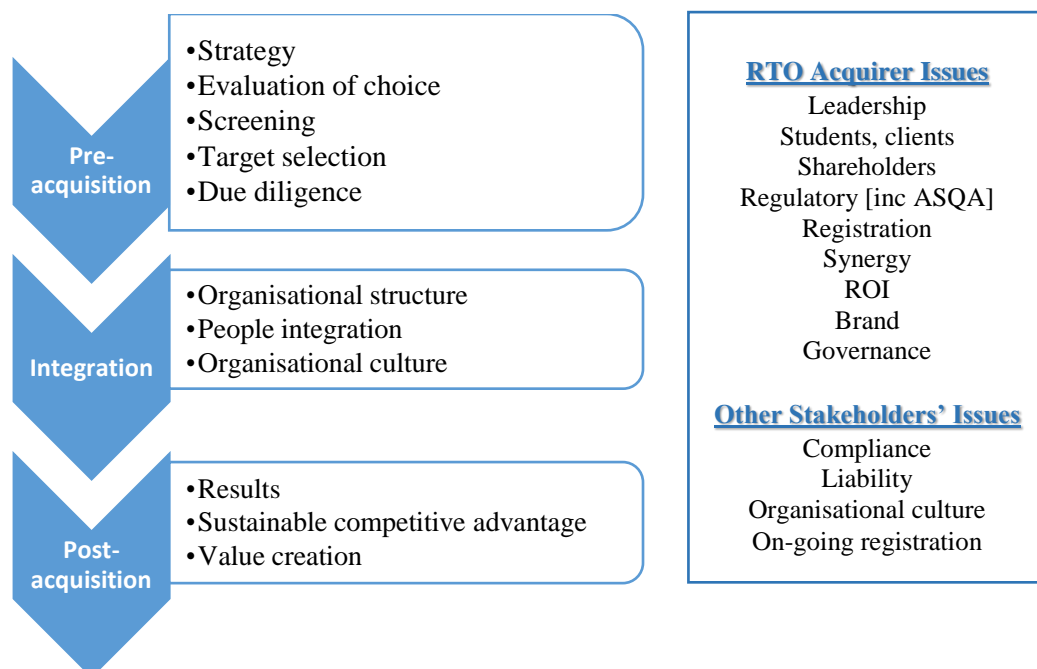 Pre-
acquisition
•Strategy
•Evaluation of choice
•Screening
•Target selection
•Due diligence
Integration
•Organisational structure
•People integration
•Organisational culture
Post-
acquisition
•Results
•Sustainable competitive advantage
•Value creation
RTO Acquirer Issues
Leadership
Students, clients
Shareholders
Regulatory [inc ASQA]
Registration
Synergy
ROI
Brand
Governance
Other Stakeholders’ Issues
Compliance
Liability
Organisational culture
On-going registration